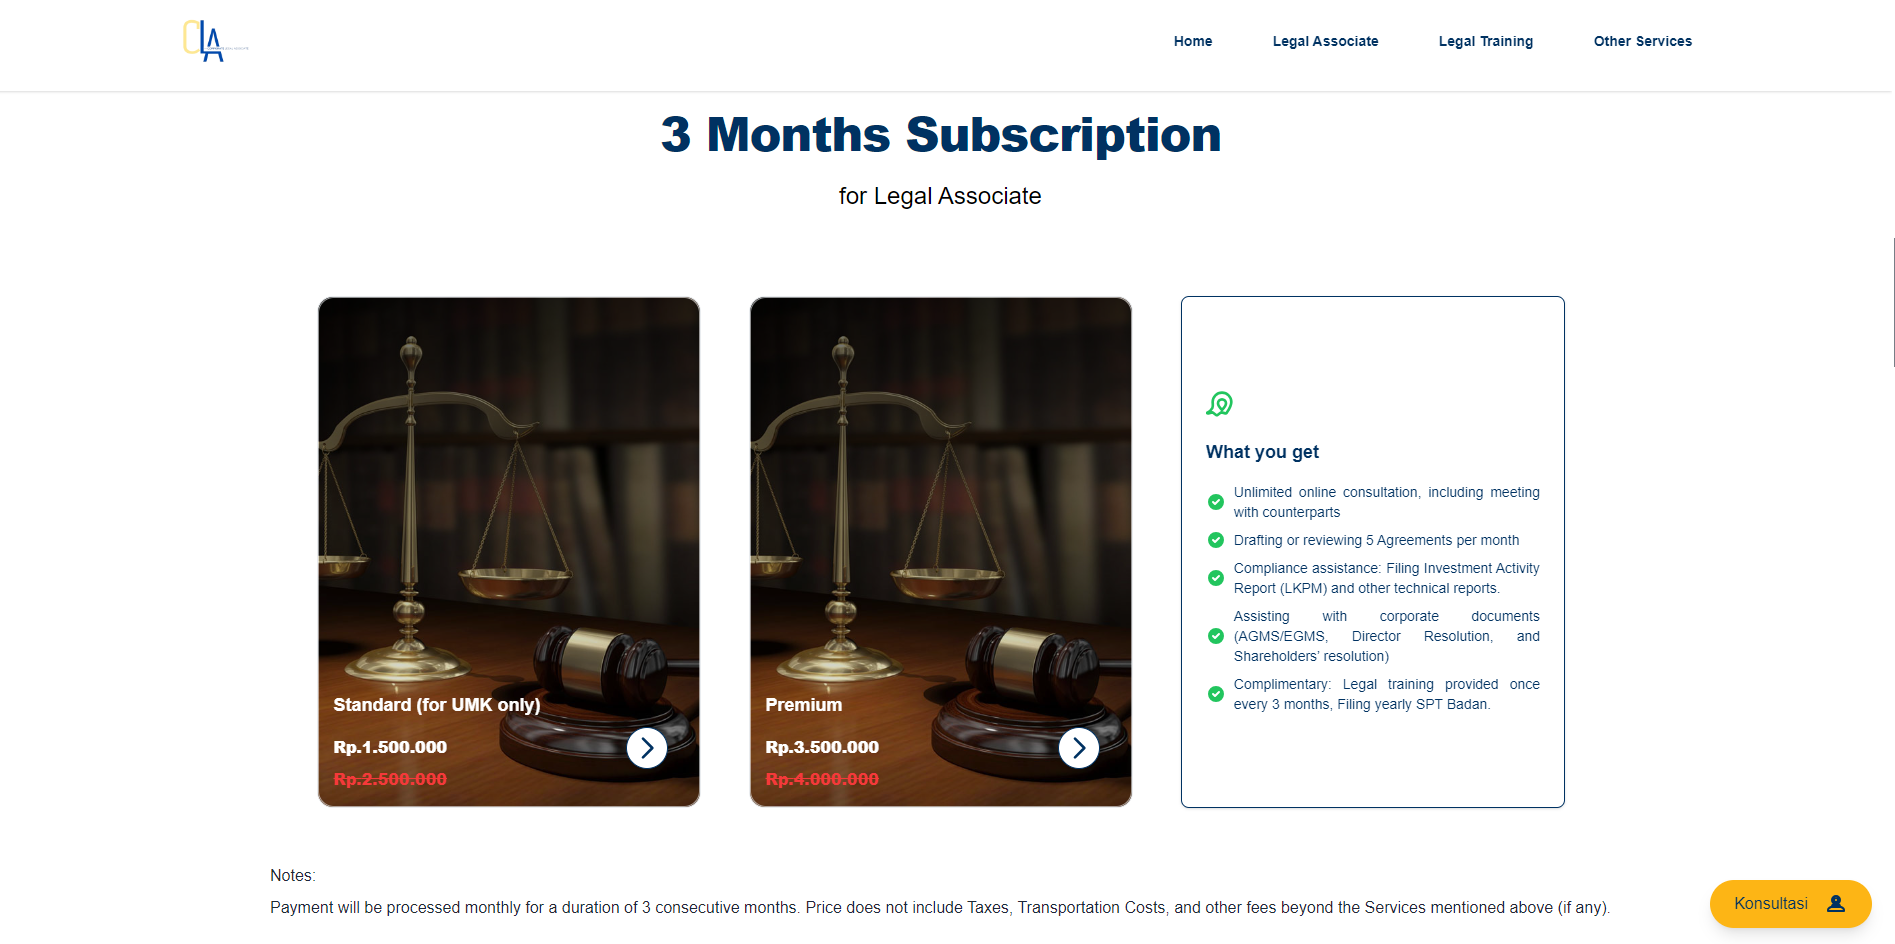 CLA
Home
Legal Associate
Legal Training
Other Services
3 Months Subscription
for Legal Associate
Standard (for UMK only)
Rp.1.500.000
Rp.2.500.000
Premium
Rp.3.500.000
Rp.4.000.000
What you get
Unlimited online consultation, including meeting
with counterparts
Drafting or reviewing 5 Agreements per month
Compliance assistance: Filing Investment Activity
Report (LKPM) and other technical reports.
Assisting with corporate documents
(AGMS/EGMS, Director Resolution, and
Shareholders’ resolution)
Complimentary: Legal training provided once
every 3 months, Filing yearly SPT Badan.
Notes:
Payment will be processed monthly for a duration of 3 consecutive months. Price does not include Taxes, Transportation Costs, and other fees beyond the Services mentioned above (if any).
Konsultasi